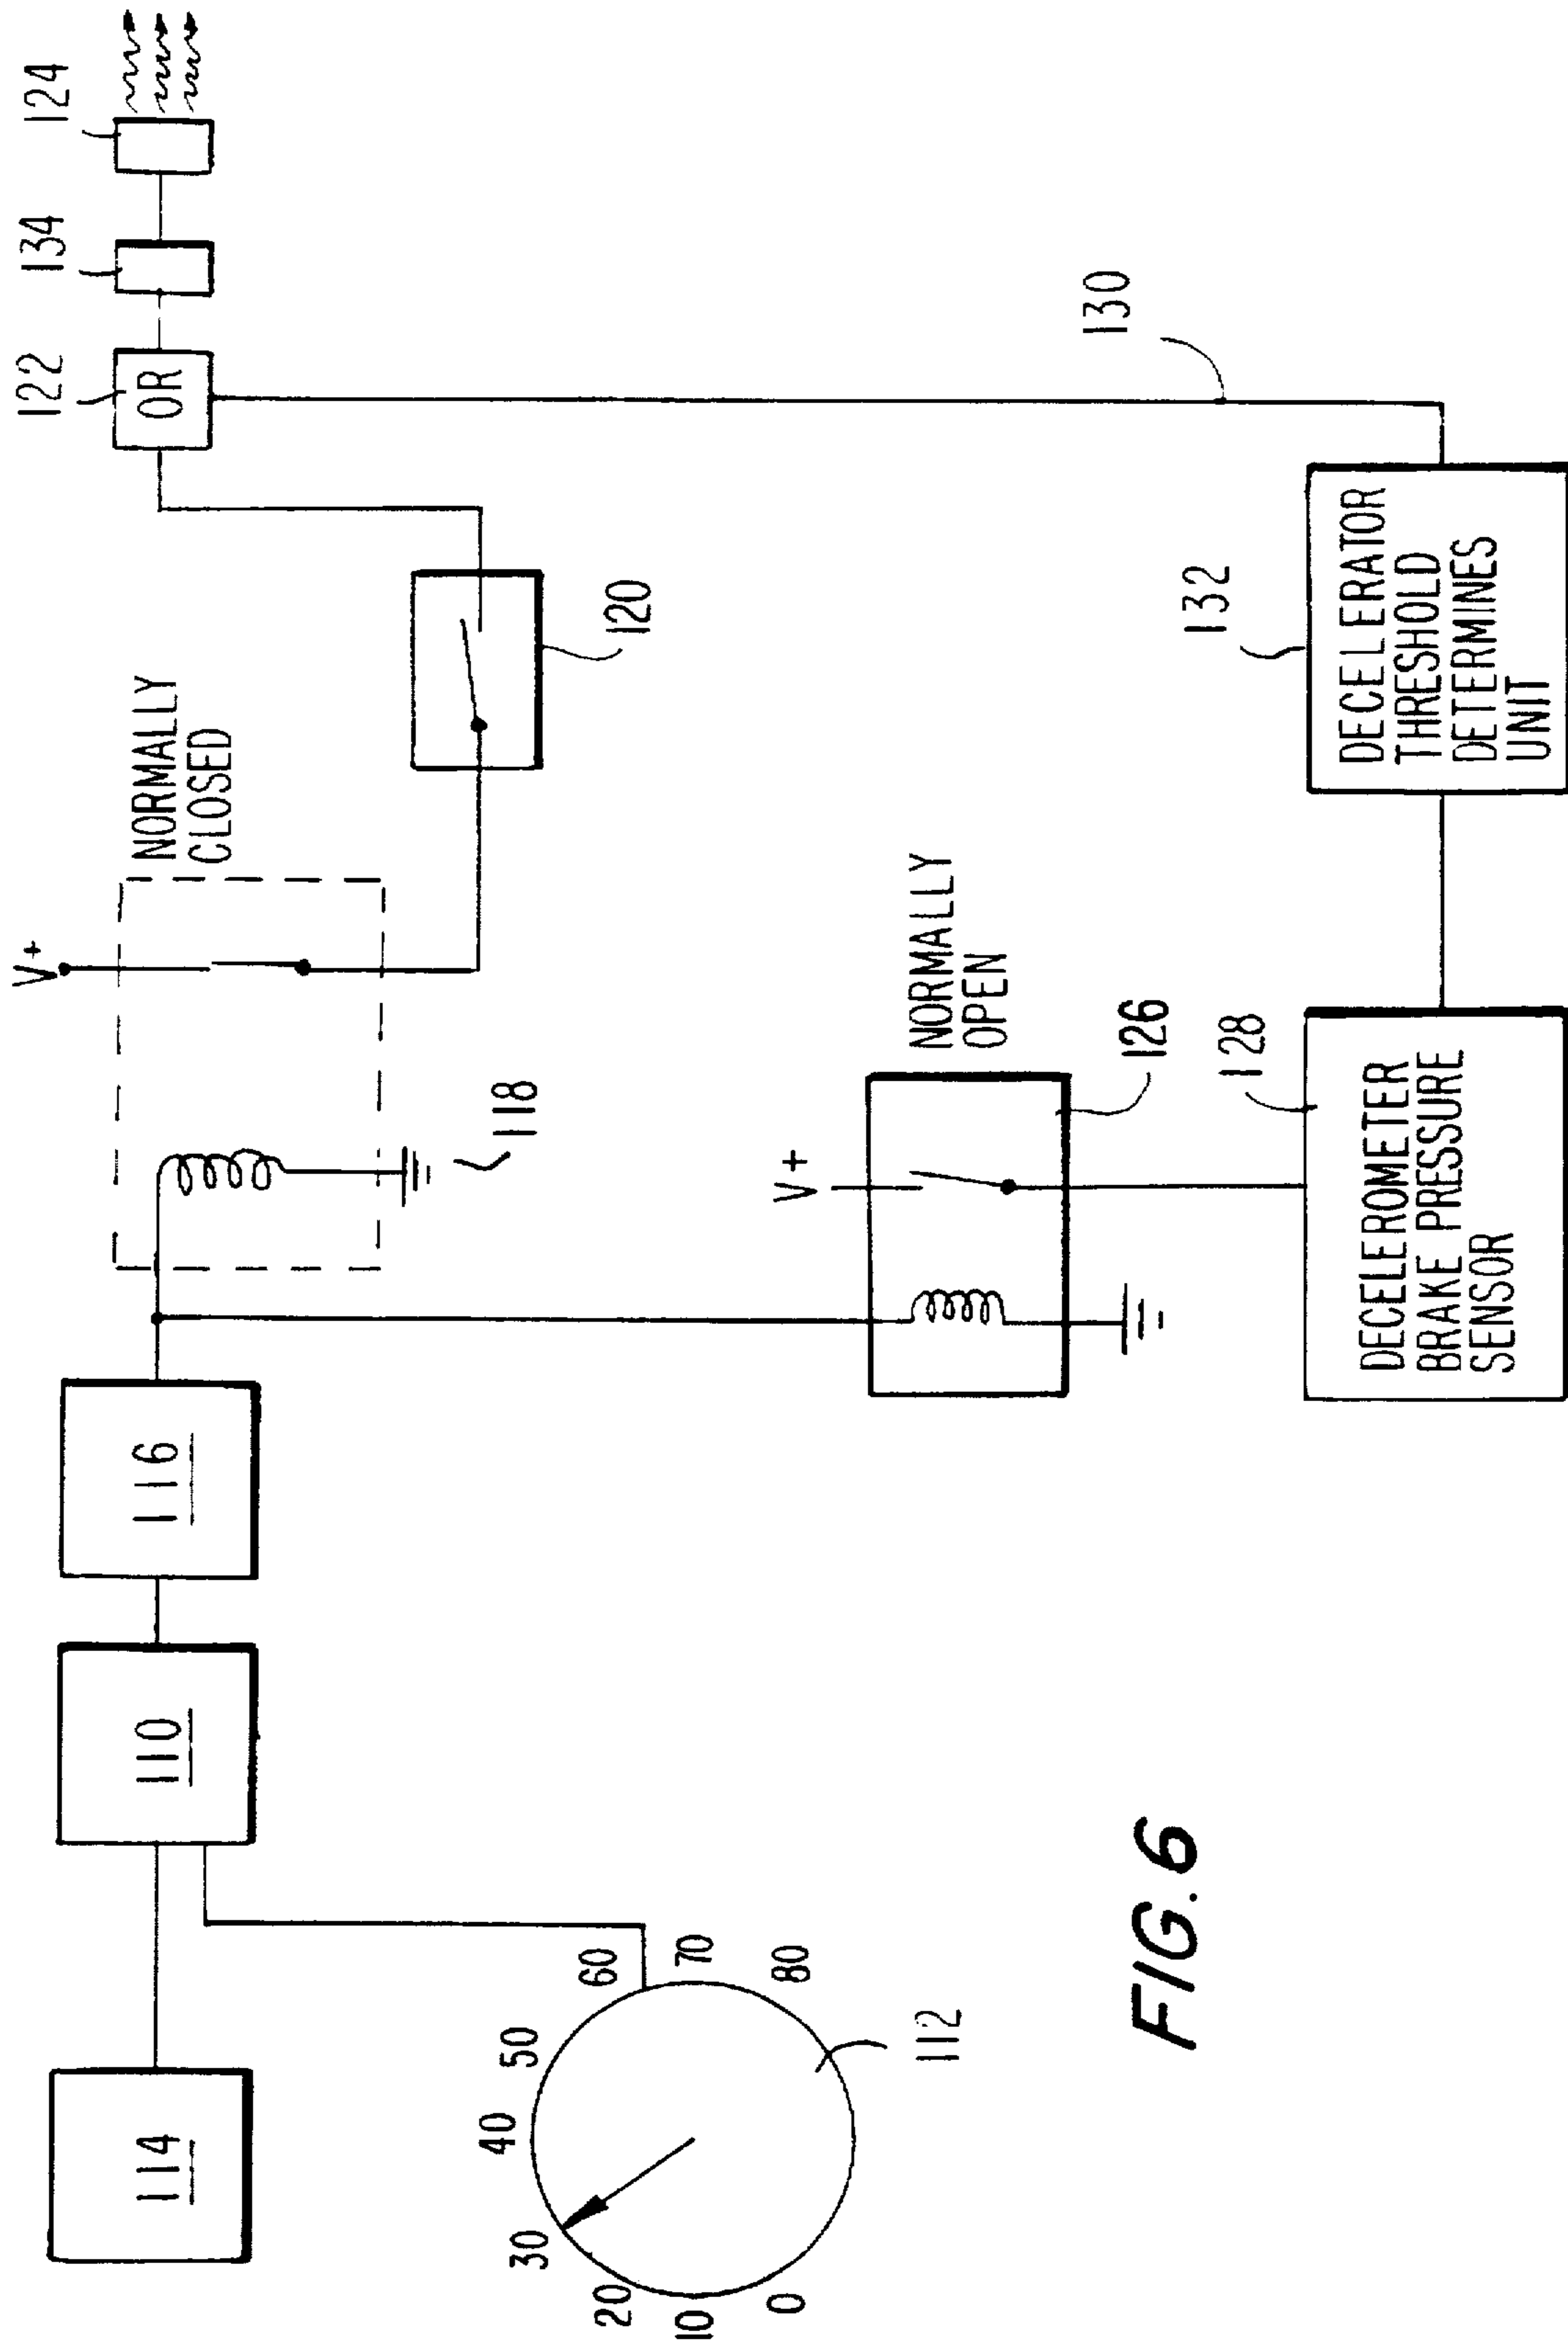 114
110
116
118
V+
NORMALLY
CLOSED
120
122
OR
134
124
130
V+
NORMALLY
OPEN
126
128
DECELEROMETER
BRAKE PRESSURE
SENSOR
132
DECELLERATOR
THRESHOLD
DETERMINES
UNIT
0
10
20
30
40
50
60
70
80
112
FIG.6